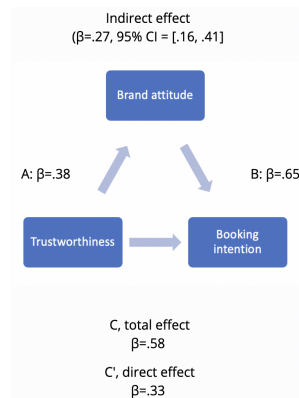 Indirect effect
(β=.27, 95% CI = [.16, .41]
Brand attitude
A: β=.38
B: β=.65
Trustworthiness
Booking
intention
C, total effect
β=.58
C', direct effect
β=.33